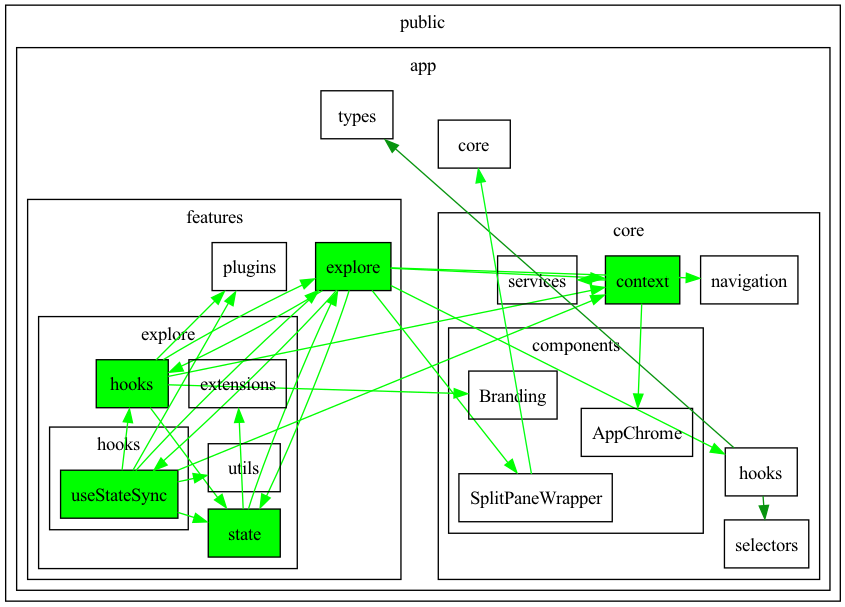 public
app
types
core
features
core
plugins
explore
services
context
navigation
explore
components
hooks
extensions
Branding
AppChrome
hooks
utils
hooks
useStateSync
SplitPaneWrapper
state
selectors